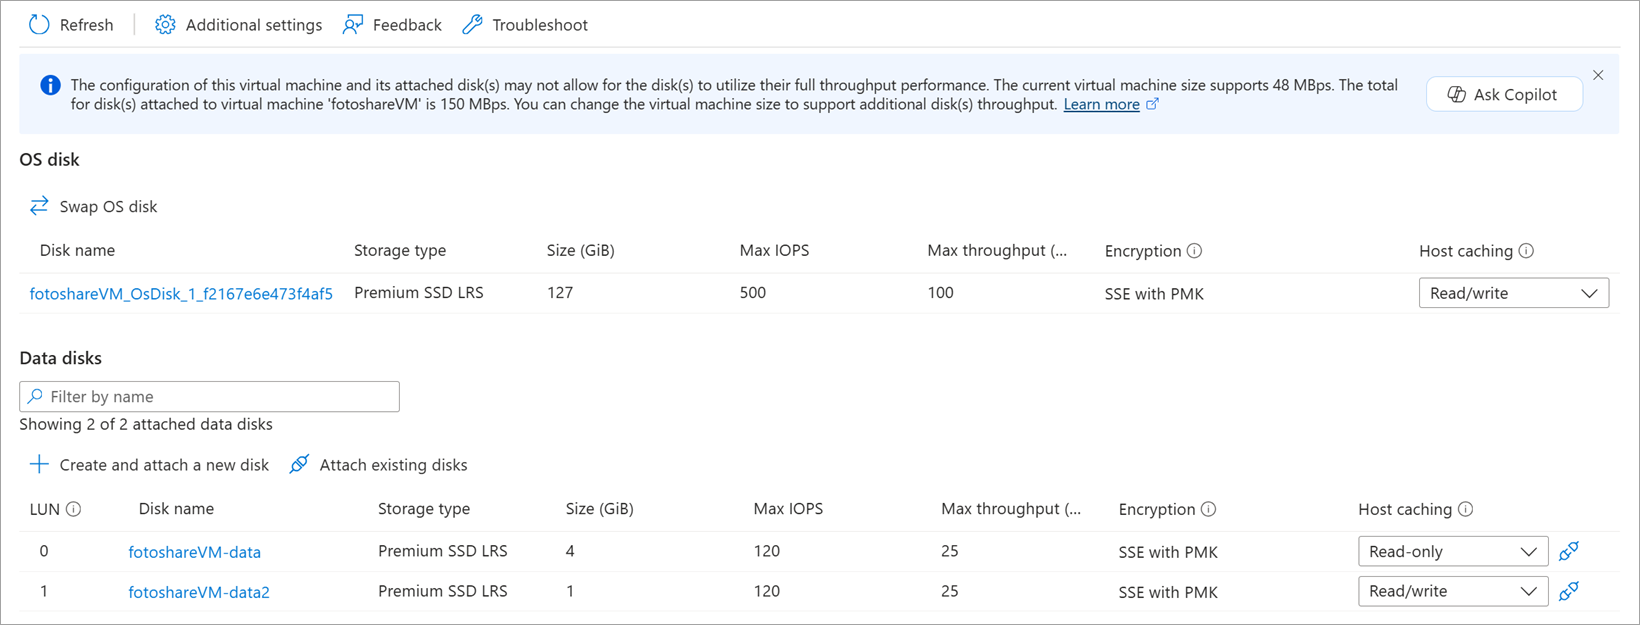 Refresh Additional settings Feedback Troubleshoot
The configuration of this virtual machine and its attached disk(s) may not allow for the disk(s) to utilize their full throughput performance. The current virtual machine size supports 48 MBps. The total
for disk(s) attached to virtual machine 'fotoshareVM' is 150 MBps. You can change the virtual machine size to support additional disk(s) throughput. Learn more
Ask Copilot
OS disk
Swap OS disk
Disk name Storage type Size (GiB) Max IOPS Max throughput (... Encryption Host caching
fotoshareVM_OsDisk_1_f2167e6e473f4af5 Premium SSD LRS 127 500 100 SSE with PMK Read/write
Data disks
Filter by name
Showing 2 of 2 attached data disks
Create and attach a new disk Attach existing disks
LUN Disk name Storage type Size (GiB) Max IOPS Max throughput (... Encryption Host caching
0 fotoshareVM-data Premium SSD LRS 4 120 25 SSE with PMK Read-only
1 fotoshareVM-data2 Premium SSD LRS 1 120 25 SSE with PMK Read/write